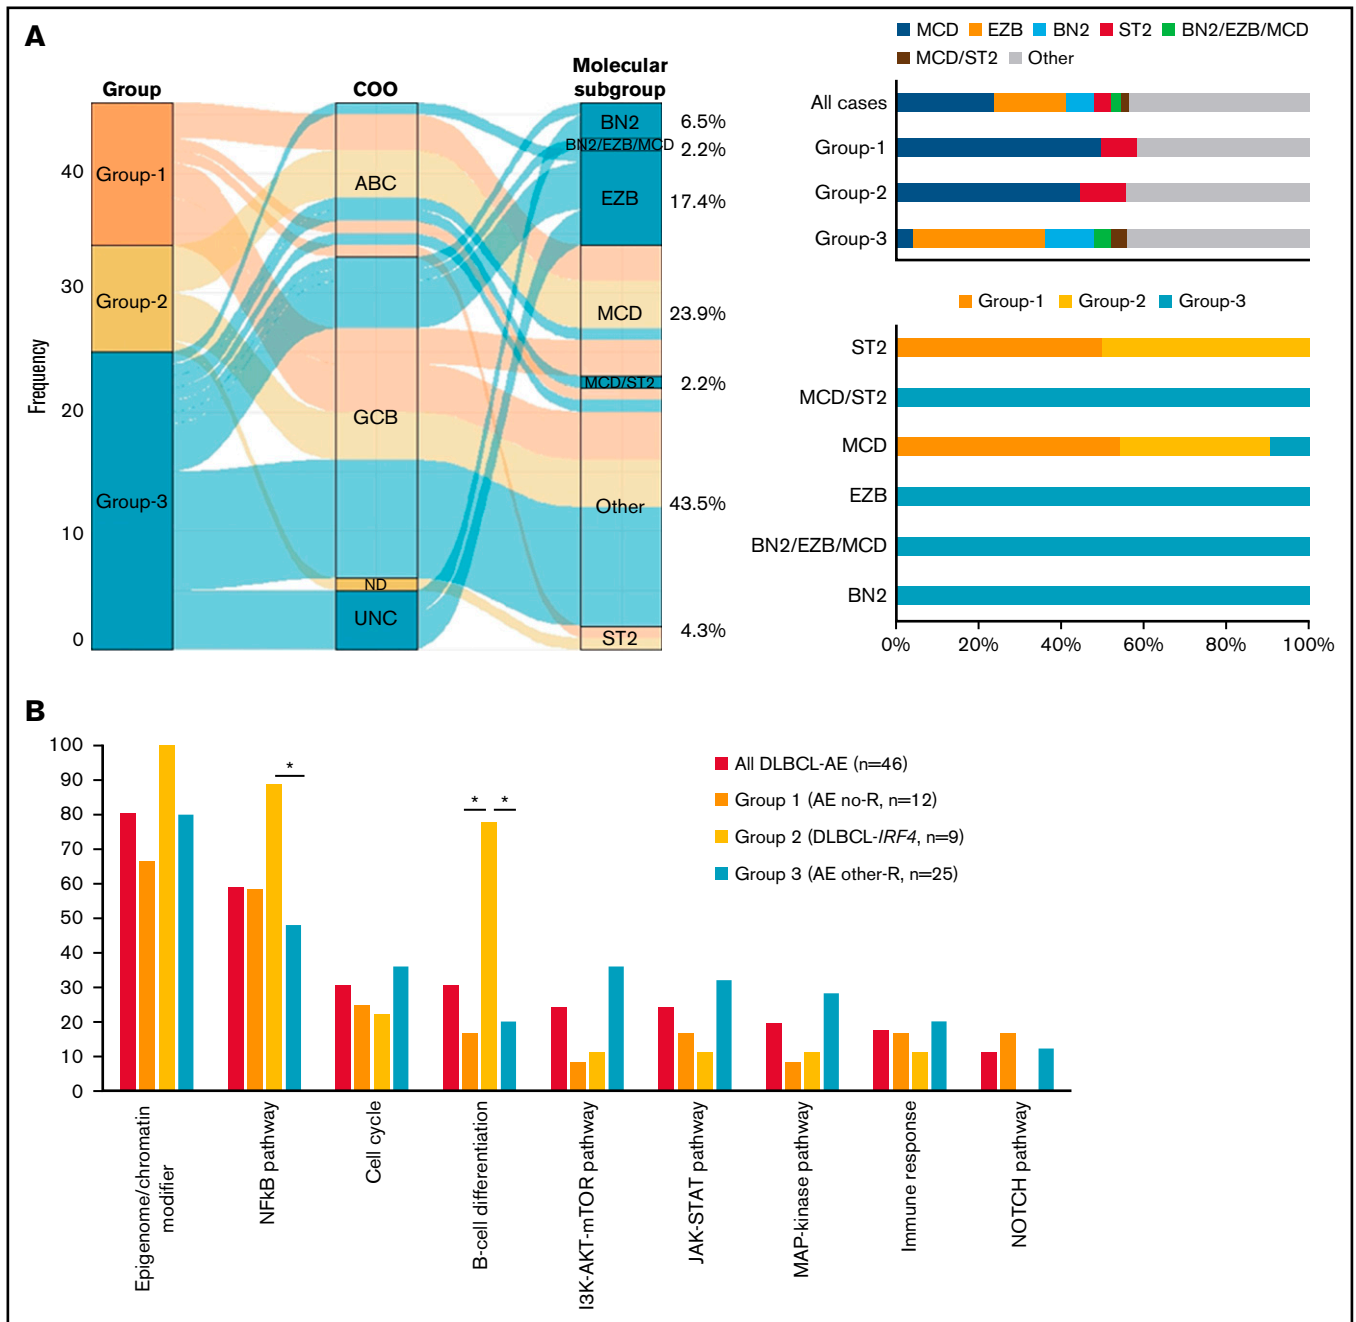 A
Group
COO
Molecular
subgroup
Frequency
40
30
20
10
0
Group-1
Group-2
Group-3
ABC
GCB
ND
UNC
BN2
BN2/EZB/MCD
EZB
MCD
MCD/ST2
Other
ST2
6.5%
2.2%
17.4%
23.9%
2.2%
43.5%
4.3%
MCD EZB BN2 ST2 BN2/EZB/MCD
MCD/ST2 Other
All cases
Group-1
Group-2
Group-3
Group-1 Group-2 Group-3
ST2
MCD/ST2
MCD
EZB
BN2/EZB/MCD
BN2
0% 20% 40% 60% 80% 100%
B
100
90
80
70
60
50
40
30
20
10
0
*
* *
All DLBCL-AE (n=46)
Group 1 (AE no-R, n=12)
Group 2 (DLBCL-IRF4, n=9)
Group 3 (AE other-R, n=25)
Epigenome/chromatin
modifier
NFkB pathway
Cell cycle
B-cell differentiation
I3K-AKT-mTOR pathway
JAK-STAT pathway
MAP-kinase pathway
Immune response
NOTCH pathway